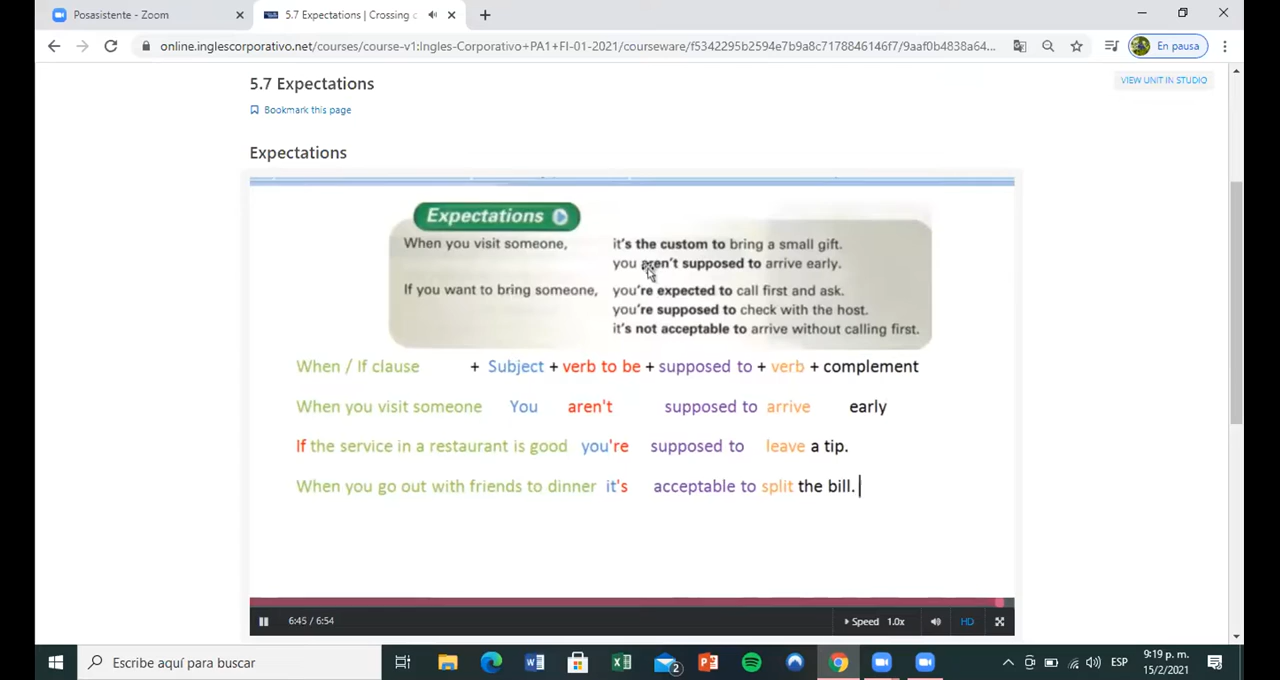 Posasistente - Zoom
5.7 Expectations | Crossing c
online.inglescorporativo.net/courses/course-v1:Ingles-Corporativo+PA1+FI-01-2021/courseware/f5342295b2594e7b9a8c7178846146f7/9aaf0b4838a64...
En pausa
5.7 Expectations
VIEW UNIT IN STUDIO
Bookmark this page
Expectations
Expectations
When you visit someone, it's the custom to bring a small gift.
you aren't supposed to arrive early.
If you want to bring someone, you're expected to call first and ask.
you're supposed to check with the host.
it's not acceptable to arrive without calling first.
When / If clause + Subject + verb to be + supposed to + verb + complement
When you visit someone You aren't supposed to arrive early
If the service in a restaurant is good you're supposed to leave a tip.
When you go out with friends to dinner it's acceptable to split the bill.
6:45 / 6:54
Speed 1.0x
HD
Escribe aquí para buscar
2
ESP
9:19 p. m.
15/2/2021